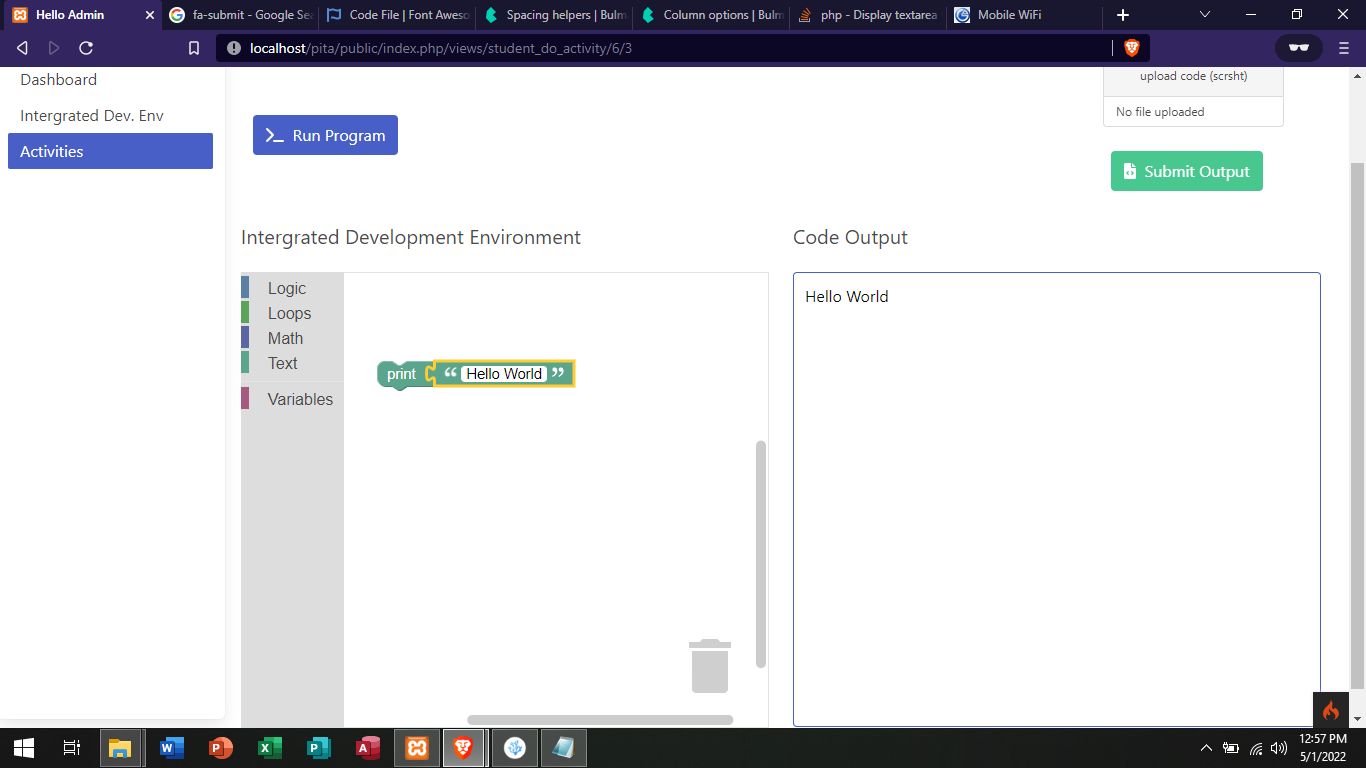 Hello Admin
fa-submit - Google Sea
Code File | Font Aweso
Spacing helpers | Bulm
Column options | Bulm
php - Display textarea
Mobile WiFi
localhost/pita/public/index.php/views/student_do_activity/6/3
Dashboard
Intergrated Dev. Env
Activities
upload code (scrsht)
No file uploaded
Run Program
Submit Output
Intergrated Development Environment
Code Output
Logic
Loops
Math
Text
Variables
print “ Hello World ”
Hello World
12:57 PM
5/1/2022